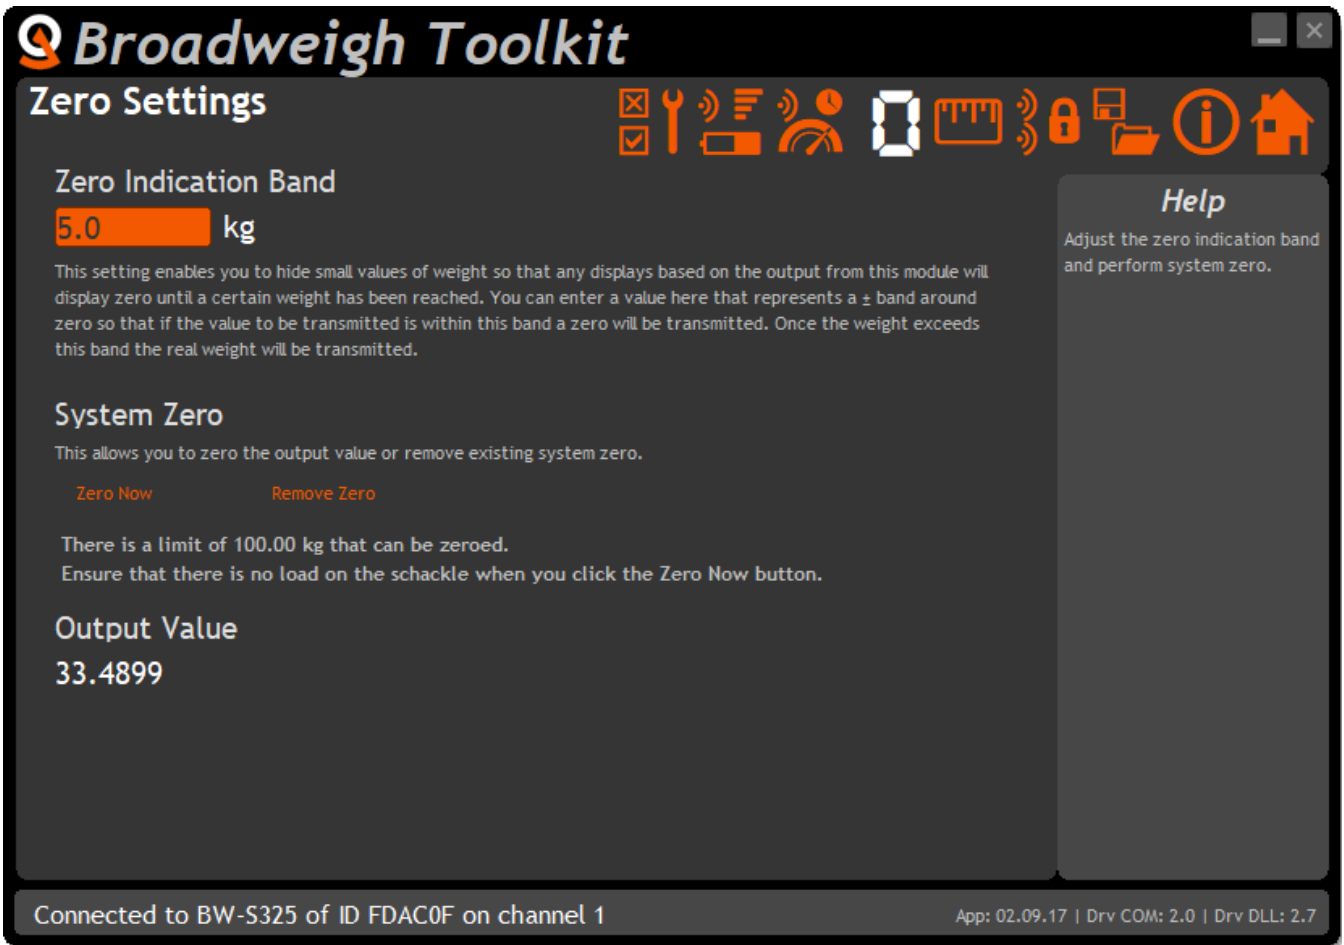 Broadweigh Toolkit
Zero Settings
0
Zero Indication Band
5.0 kg
This setting enables you to hide small values of weight so that any displays based on the output from this module will
display zero until a certain weight has been reached. You can enter a value here that represents a ± band around
zero so that if the value to be transmitted is within this band a zero will be transmitted. Once the weight exceeds
this band the real weight will be transmitted.
System Zero
This allows you to zero the output value or remove existing system zero.
Zero Now Remove Zero
There is a limit of 100.00 kg that can be zeroed.
Ensure that there is no load on the schackle when you click the Zero Now button.
Output Value
33.4899
Help
Adjust the zero indication band
and perform system zero.
Connected to BW-S325 of ID FDAC0F on channel 1
App: 02.09.17 | Drv COM: 2.0 | Drv DLL: 2.7